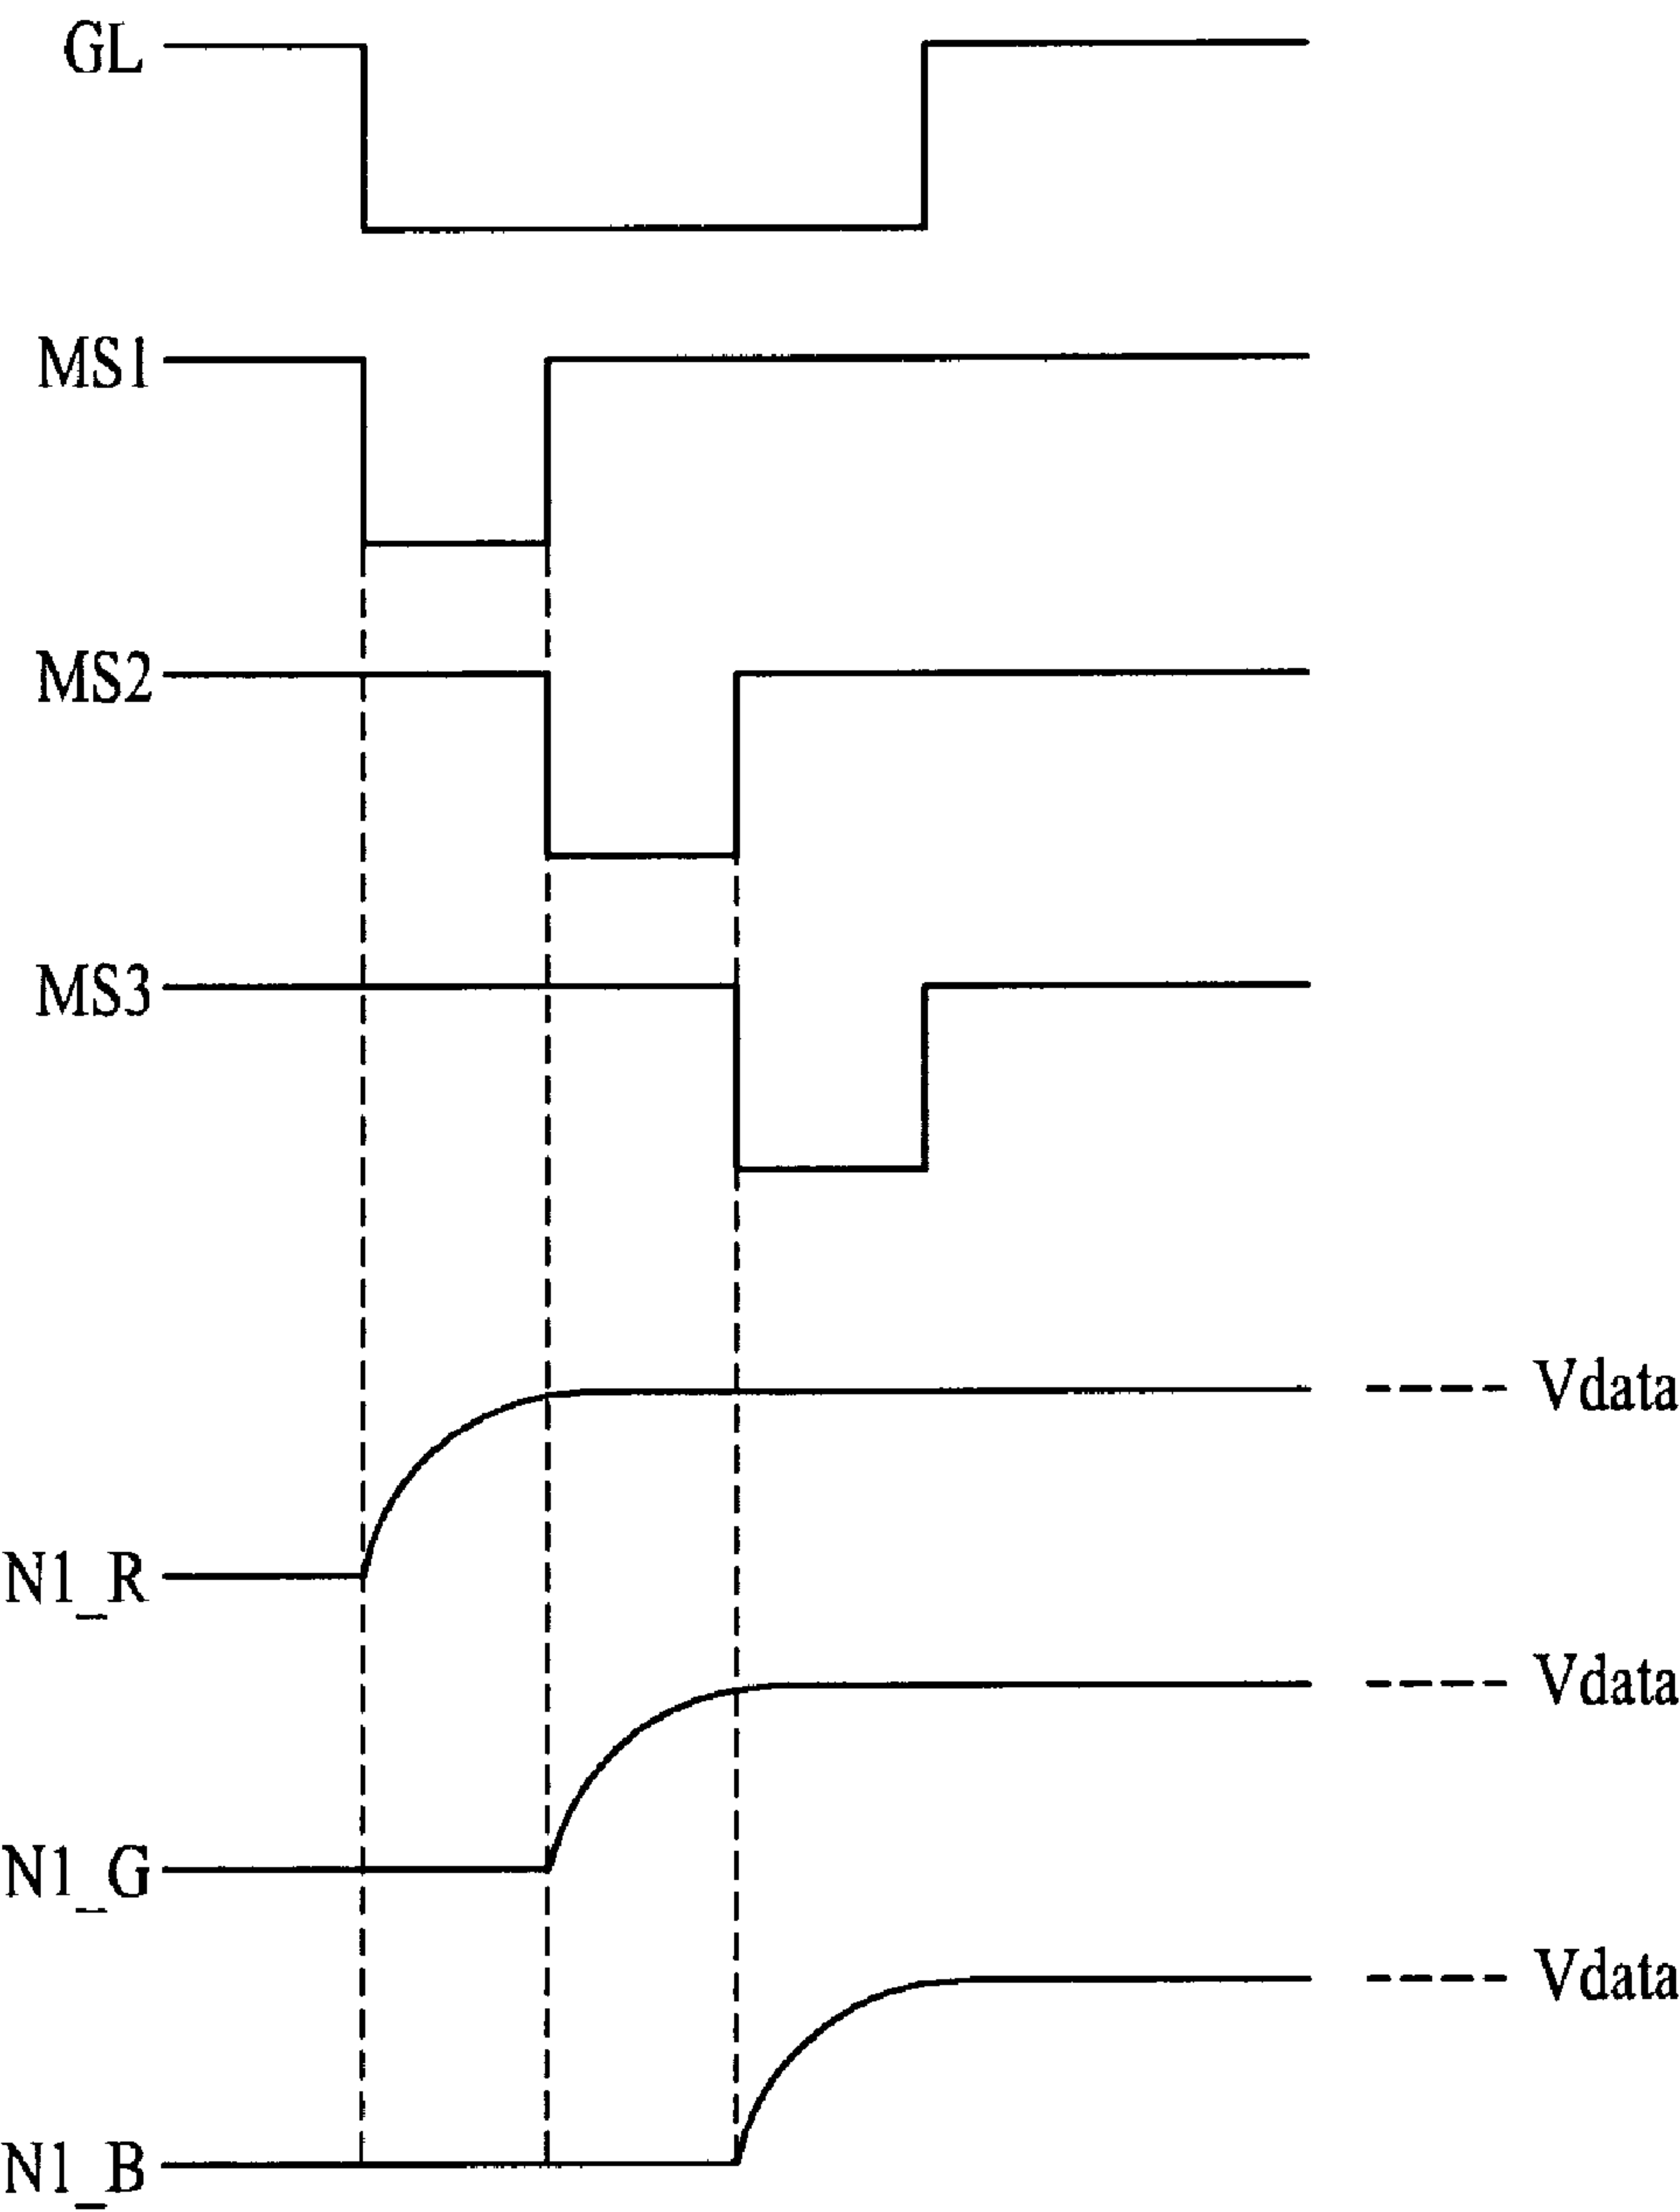 GL
MS1
MS2
MS3
Vdata
N1_R
Vdata
N1_G
Vdata
N1_B